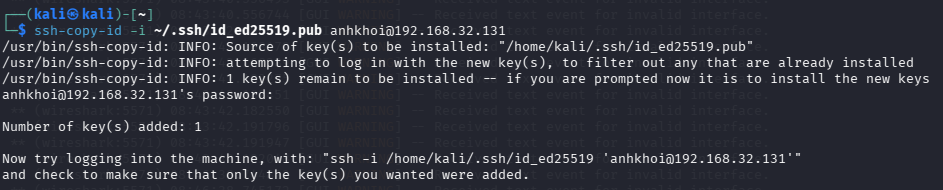 ┌──(kali㉿kali)-[~]
└─$ ssh-copy-id -i ~/.ssh/id_ed25519.pub anhkhoi@192.168.32.131
/usr/bin/ssh-copy-id: INFO: Source of key(s) to be installed: "/home/kali/.ssh/id_ed25519.pub"
/usr/bin/ssh-copy-id: INFO: attempting to log in with the new key(s), to filter out any that are already installed
/usr/bin/ssh-copy-id: INFO: 1 key(s) remain to be installed -- if you are prompted now it is to install the new keys
anhkhoi@192.168.32.131's password:
Number of key(s) added: 1
Now try logging into the machine, with: "ssh -i /home/kali/.ssh/id_ed25519 'anhkhoi@192.168.32.131'"
and check to make sure that only the key(s) you wanted were added.